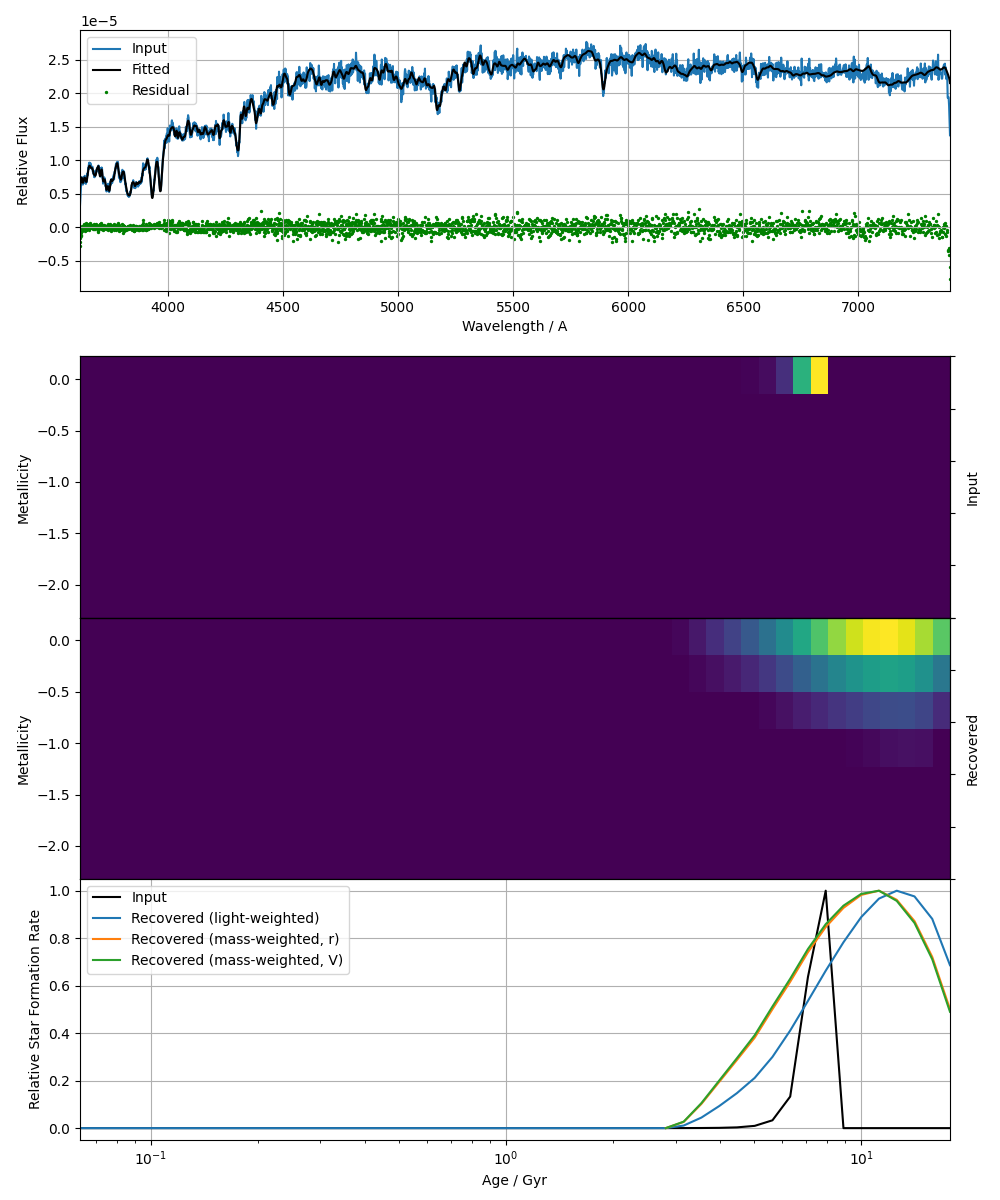 1e−5
Input
Fitted
Residual
2.5
2.0
1.5
1.0
0.5
0.0
−0.5
Relative Flux
4000 4500 5000 5500 6000 6500 7000
Wavelength / A
0.0
−0.5
−1.0
−1.5
−2.0
Metallicity
Input
0.0
−0.5
−1.0
−1.5
−2.0
Metallicity
Recovered
1.0
0.8
0.6
0.4
0.2
0.0
Relative Star Formation Rate
Input
Recovered (light-weighted)
Recovered (mass-weighted, r)
Recovered (mass-weighted, V)
10⁻¹ 10⁰ 10¹
Age / Gyr